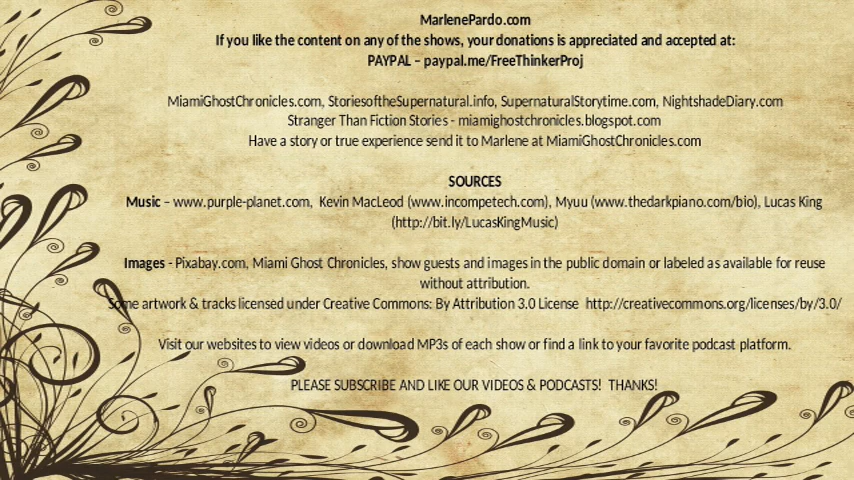 MarlenePardo.com
If you like the content on any of the shows, your donations is appreciated and accepted at:
PAYPAL – paypal.me/FreeThinkerProj
MiamiGhostChronicles.com, StoriesoftheSupernatural.info, SupernaturalStorytime.com, NightshadeDiary.com
Stranger Than Fiction Stories - miamighostchronicles.blogspot.com
Have a story or true experience send it to Marlene at MiamiGhostChronicles.com
SOURCES
Music – www.purple-planet.com, Kevin MacLeod (www.incompetech.com), Myuu (www.thedarkpiano.com/bio), Lucas King
(http://bit.ly/LucasKingMusic)
Images - Pixabay.com, Miami Ghost Chronicles, show guests and images in the public domain or labeled as available for reuse
without attribution.
Some artwork & tracks licensed under Creative Commons: By Attribution 3.0 License http://creativecommons.org/licenses/by/3.0/
Visit our websites to view videos or download MP3s of each show or find a link to your favorite podcast platform.
PLEASE SUBSCRIBE AND LIKE OUR VIDEOS & PODCASTS! THANKS!